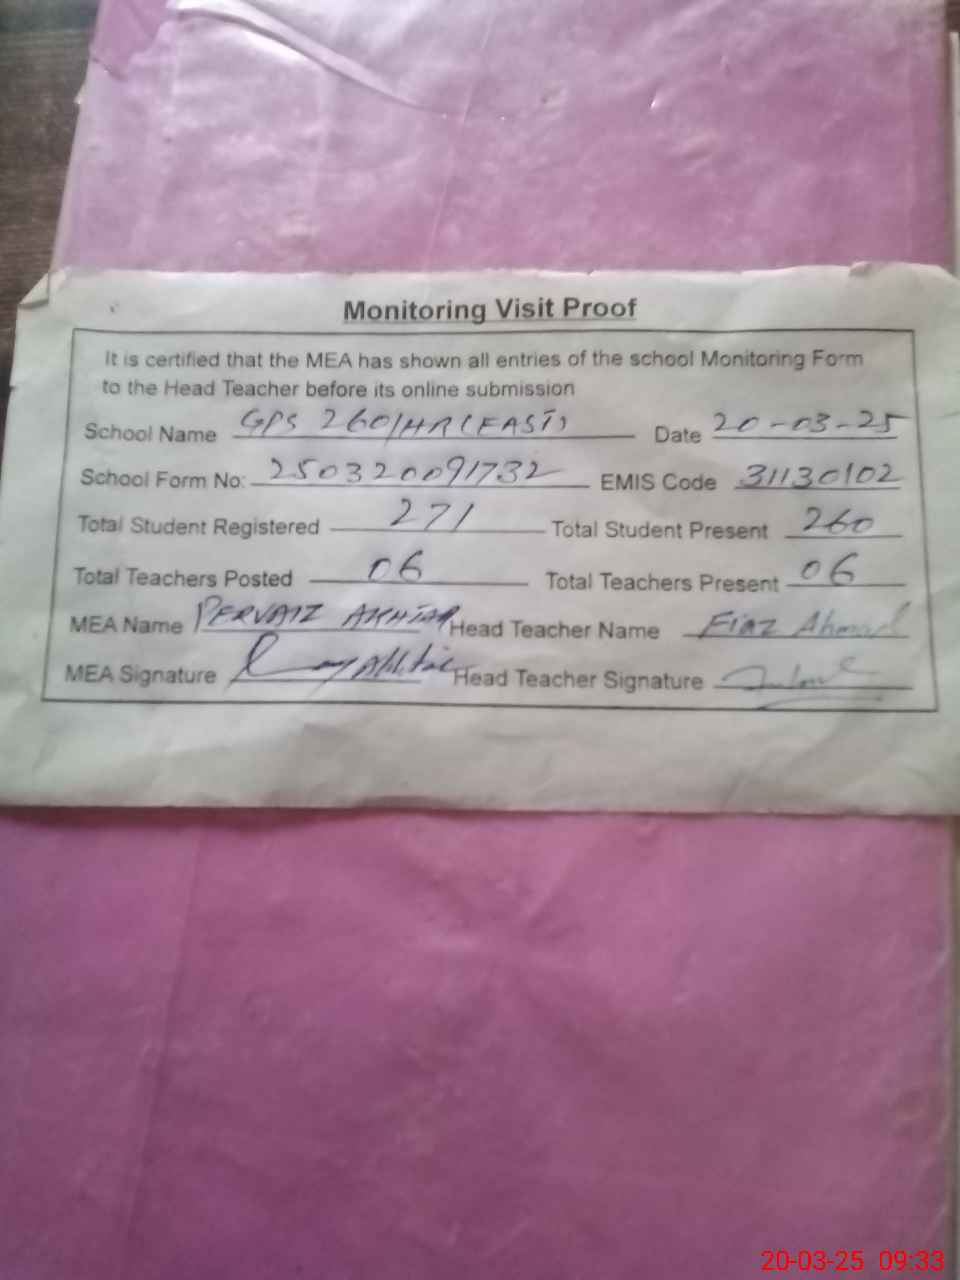 Monitoring Visit Proof
It is certified that the MEA has shown all entries of the school Monitoring Form
to the Head Teacher before its online submission
School Name GPS 260/HR(EAST) Date 20-03-25
School Form No: 250320091732 EMIS Code 31130102
Total Student Registered 271 Total Student Present 260
Total Teachers Posted 06 Total Teachers Present 06
MEA Name PERVAIZ AKHTAR Head Teacher Name Fiaz Ahmad
MEA Signature Head Teacher Signature
20-03-25 09:33